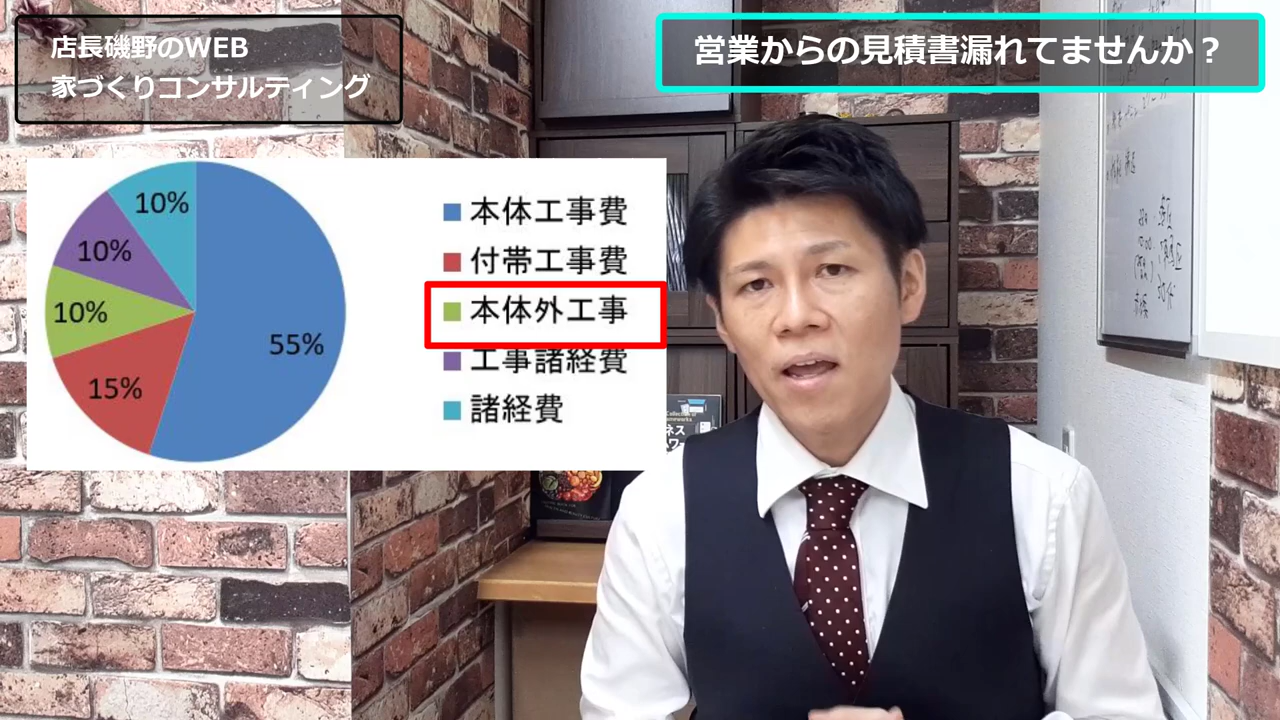 店長磯野のWEB
家づくりコンサルティング
営業からの見積書漏れてませんか？
10%
10%
10%
15%
55%
本体工事費
付帯工事費
本体外工事
工事諸経費
諸経費
ネス